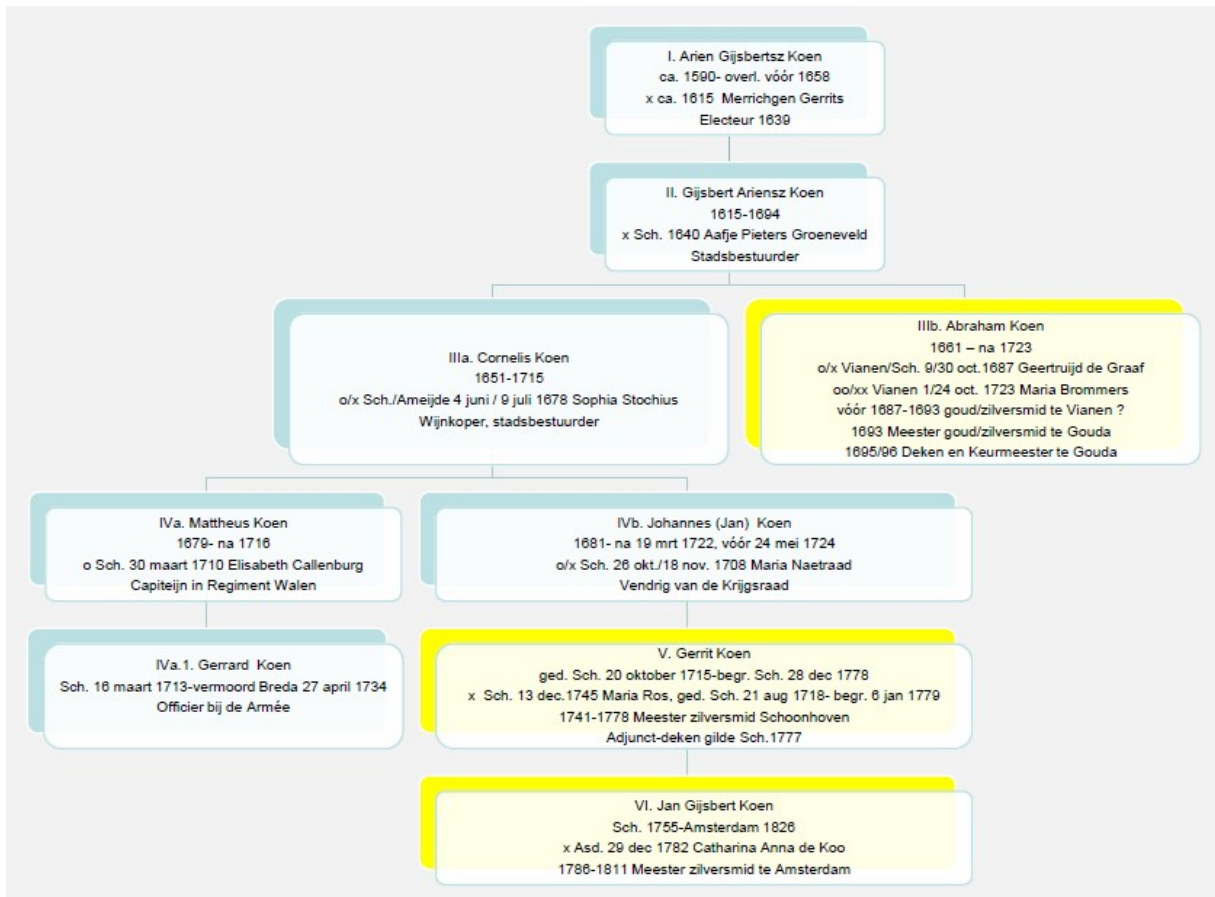 I. Arien Gijsbertsz Koen
ca. 1590- overl. vóór 1658
x ca. 1615 Merrichgen Gerrits
Electeur 1639
II. Gijsbert Ariensz Koen
1615-1694
x Sch. 1640 Aafje Pieters Groeneveld
Stadsbestuurder
IIIa. Cornelis Koen
1651-1715
o/x Sch./Ameijde 4 juni / 9 juli 1678 Sophia Stochius
Wijnkoper, stadsbestuurder
IIIb. Abraham Koen
1661 – na 1723
o/x Vianen/Sch. 9/30 oct.1687 Geertruijd de Graaf
oo/xx Vianen 1/24 oct. 1723 Maria Brommers
vóór 1687-1693 goud/zilversmid te Vianen ?
1693 Meester goud/zilversmid te Gouda
1695/96 Deken en Keurmeester te Gouda
IVa. Mattheus Koen
1679- na 1716
o Sch. 30 maart 1710 Elisabeth Callenburg
Capiteijn in Regiment Walen
IVb. Johannes (Jan) Koen
1681- na 19 mrt 1722, vóór 24 mei 1724
o/x Sch. 26 okt./18 nov. 1708 Maria Naetraad
Vendrig van de Krijgsraad
IVa.1. Gerrard Koen
Sch. 16 maart 1713-vermoord Breda 27 april 1734
Officier bij de Armée
V. Gerrit Koen
ged. Sch. 20 oktober 1715-begr. Sch. 28 dec 1778
x Sch. 13 dec.1745 Maria Ros, ged. Sch. 21 aug 1718- begr. 6 jan 1779
1741-1778 Meester zilversmid Schoonhoven
Adjunct-deken gilde Sch.1777
VI. Jan Gijsbert Koen
Sch. 1755-Amsterdam 1826
x Asd. 29 dec 1782 Catharina Anna de Koo
1786-1811 Meester zilversmid te Amsterdam